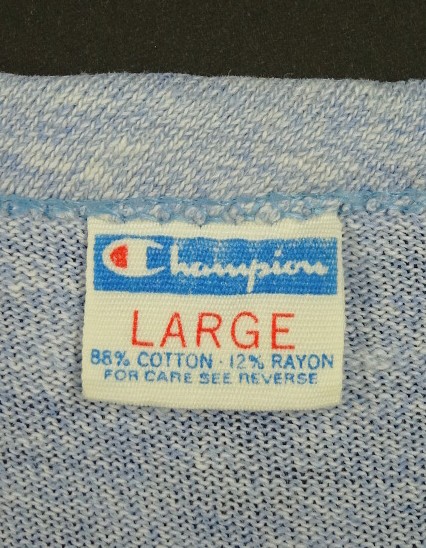 Champion
LARGE
88% COTTON · 12% RAYON
FOR CARE SEE REVERSE